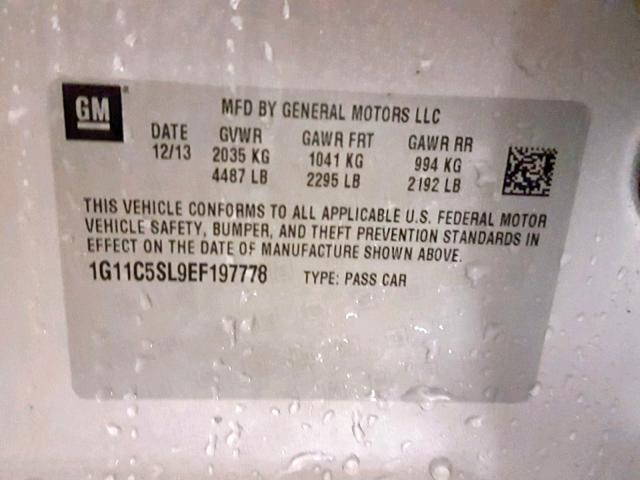 GM
MFD BY GENERAL MOTORS LLC
DATE GVWR GAWR FRT GAWR RR
12/13 2035 KG 1041 KG 994 KG
4487 LB 2295 LB 2192 LB
THIS VEHICLE CONFORMS TO ALL APPLICABLE U.S. FEDERAL MOTOR
VEHICLE SAFETY, BUMPER, AND THEFT PREVENTION STANDARDS IN
EFFECT ON THE DATE OF MANUFACTURE SHOWN ABOVE.
1G11C5SL9EF197778 TYPE: PASS CAR